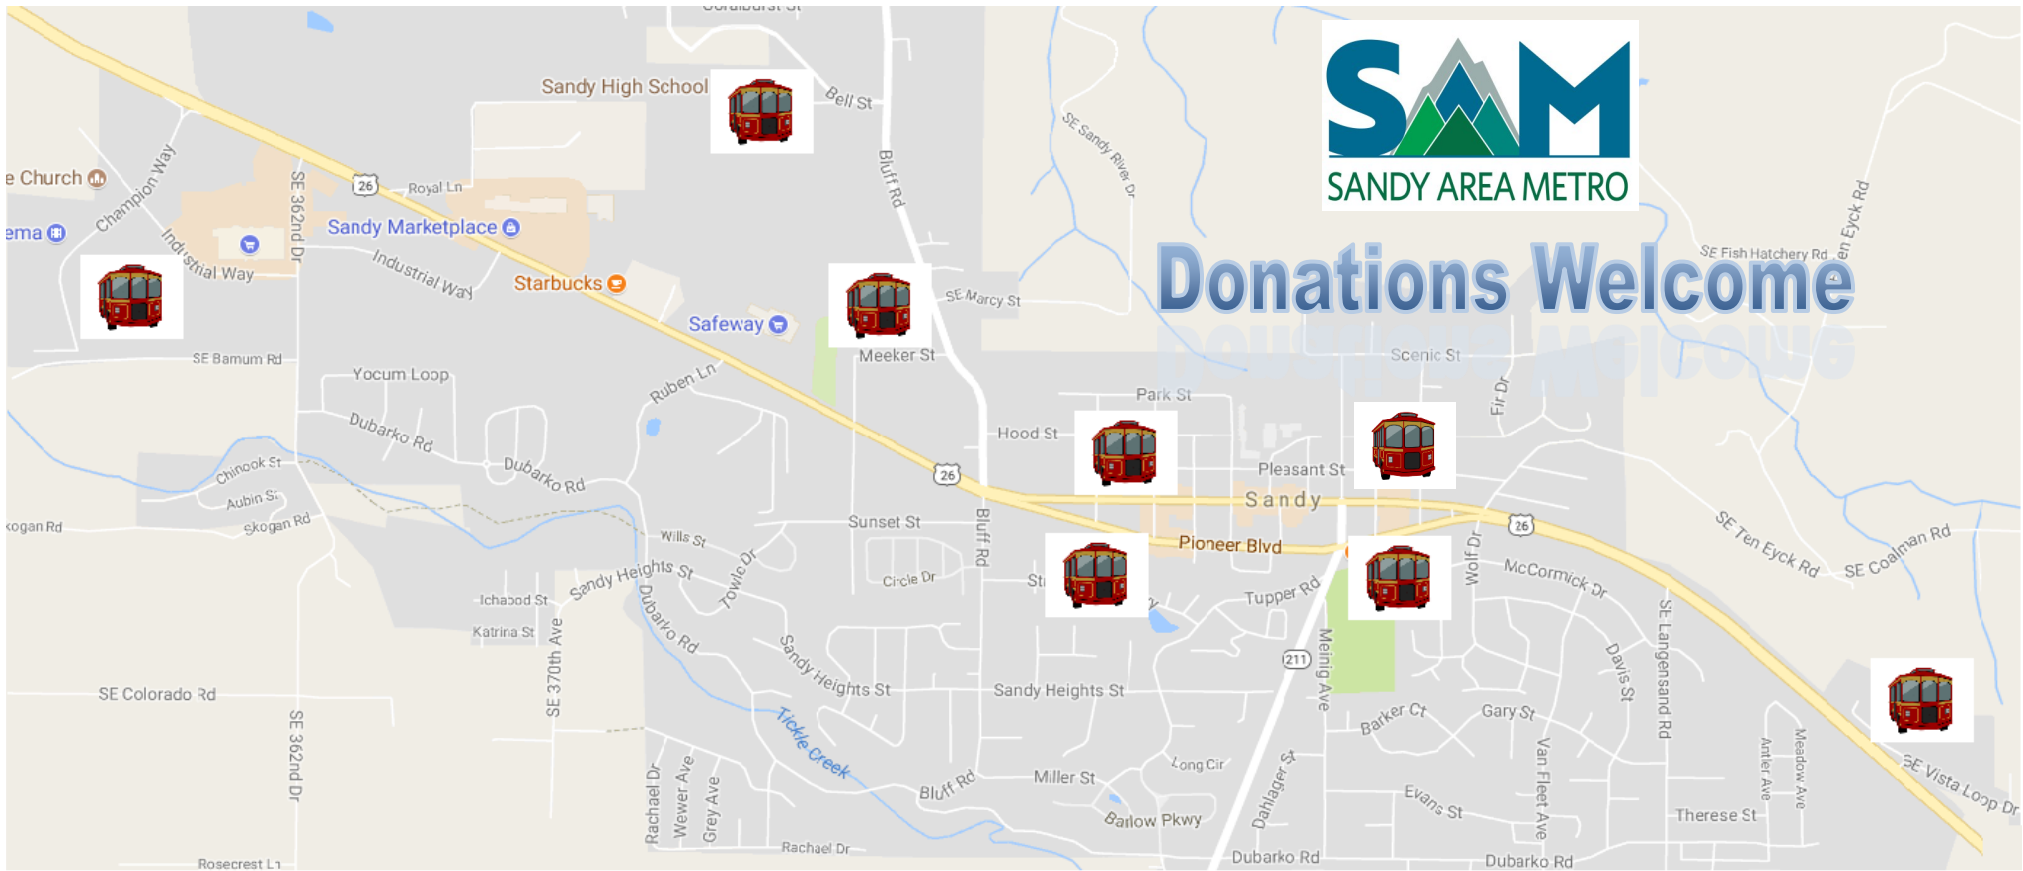 Coralburst St
Sandy High School
Bell St
SAM
SANDY AREA METRO
SE Sandy River Dr
Bluff Rd
e Church
Champion Way
SE 362nd Dr
26
Royal Ln
Sandy Marketplace
ema
Industrial Way
Industrial Way
Starbucks
SE Marcy St
Donations Welcome
SE Fish Hatchery Rd
en Eyck Rd
Safeway
SE Barnum Rd
Meeker St
Scenic St
Yocum Loop
Ruben Ln
Park St
Fir Dr
Dubarko Rd
Hood St
Chinook St
Dubarko Rd
26
Pleasant St
Aubin St
Sandy
kogan Rd
Skogan Rd
Sunset St
Bluff Rd
26
SE Ten Eyck Rd
SE Coalman Rd
Wills St
Pioneer Blvd
Wolf Dr
Sandy Heights St
Towle Dr
Circle Dr
St
Tupper Rd
McCormick Dr
Ichabod St
Katrina St
Dubarko Rd
SE 370th Ave
Sandy Heights St
211
Meinig Ave
Davis St
SE Langensand Rd
SE Colorado Rd
Sandy Heights St
SE 362nd Dr
Tickle Creek
Barker Ct
Gary St
Rachael Dr
Wewer Ave
Grey Ave
Bluff Rd
Miller St
Long Cir
Dahlager St
Van Fleet Ave
Antler Ave
Meadow Ave
SE Vista Loop Dr
Evans St
Barlow Pkwy
Therese St
Rachael Dr
Rosecrest Ln
Dubarko Rd
Dubarko Rd